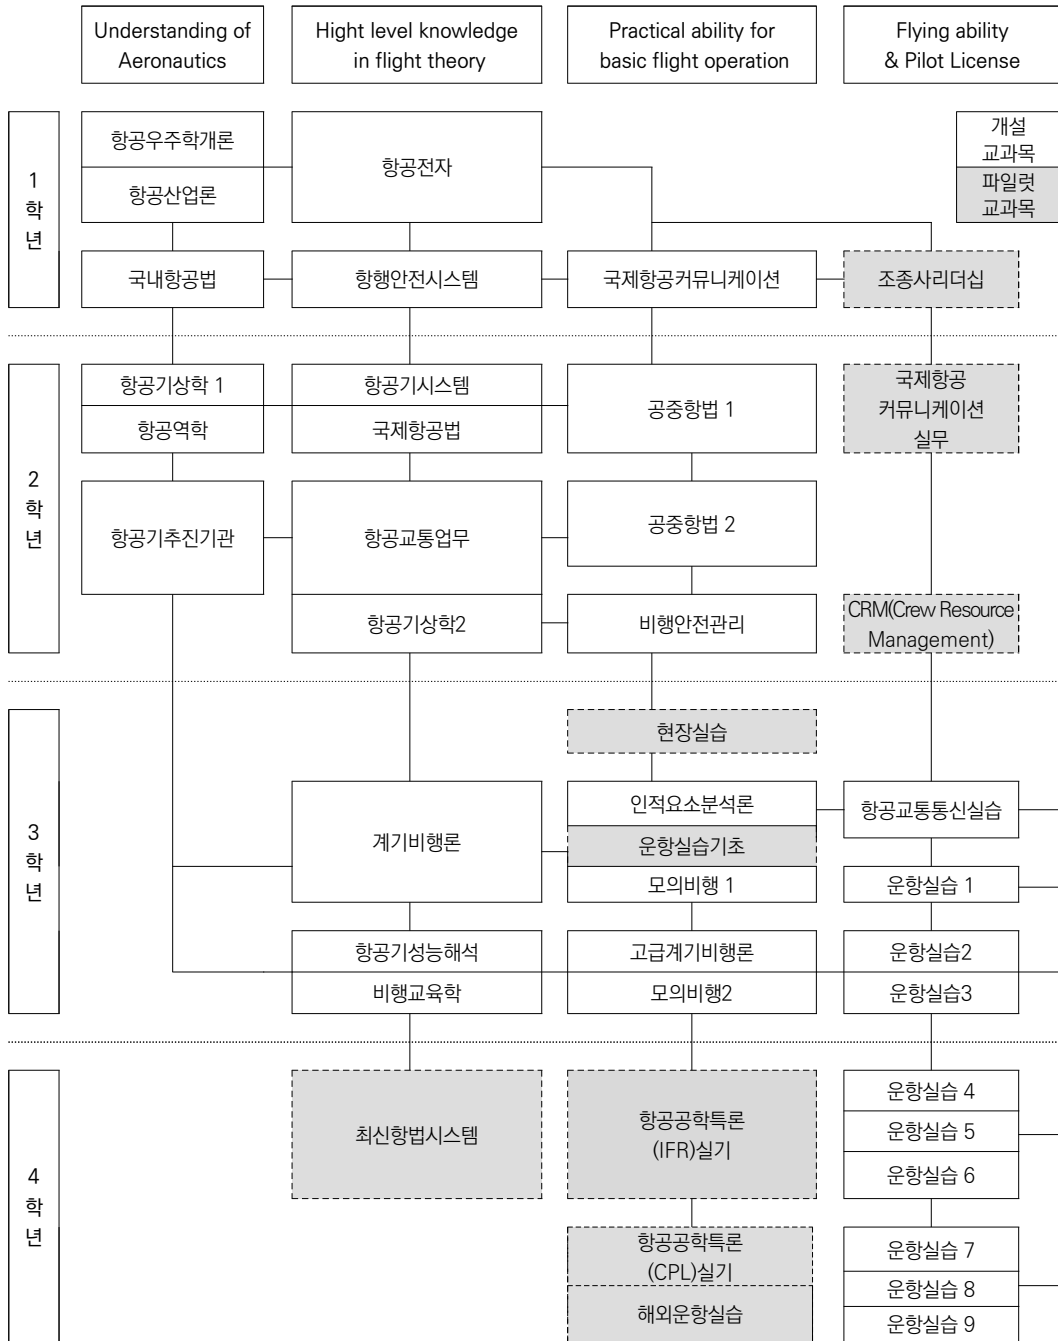 Understanding of
Aeronautics
Hight level knowledge
in flight theory
Practical ability for
basic flight operation
Flying ability
& Pilot License
개설
교과목
파일럿
교과목
1
학
년
항공우주학개론
항공산업론
항공전자
국내항공법
항행안전시스템
국제항공커뮤니케이션
조종사리더십
2
학
년
항공기상학 1
항공역학
항공기시스템
국제항공법
공중항법 1
국제항공
커뮤니케이션
실무
항공기추진기관
항공교통업무
공중항법 2
항공기상학2
비행안전관리
CRM(Crew Resource
Management)
3
학
년
현장실습
계기비행론
인적요소분석론
운항실습기초
모의비행 1
항공교통통신실습
운항실습 1
항공기성능해석
비행교육학
고급계기비행론
모의비행2
운항실습2
운항실습3
4
학
년
최신항법시스템
항공공학특론
(IFR)실기
운항실습 4
운항실습 5
운항실습 6
항공공학특론
(CPL)실기
해외운항실습
운항실습 7
운항실습 8
운항실습 9